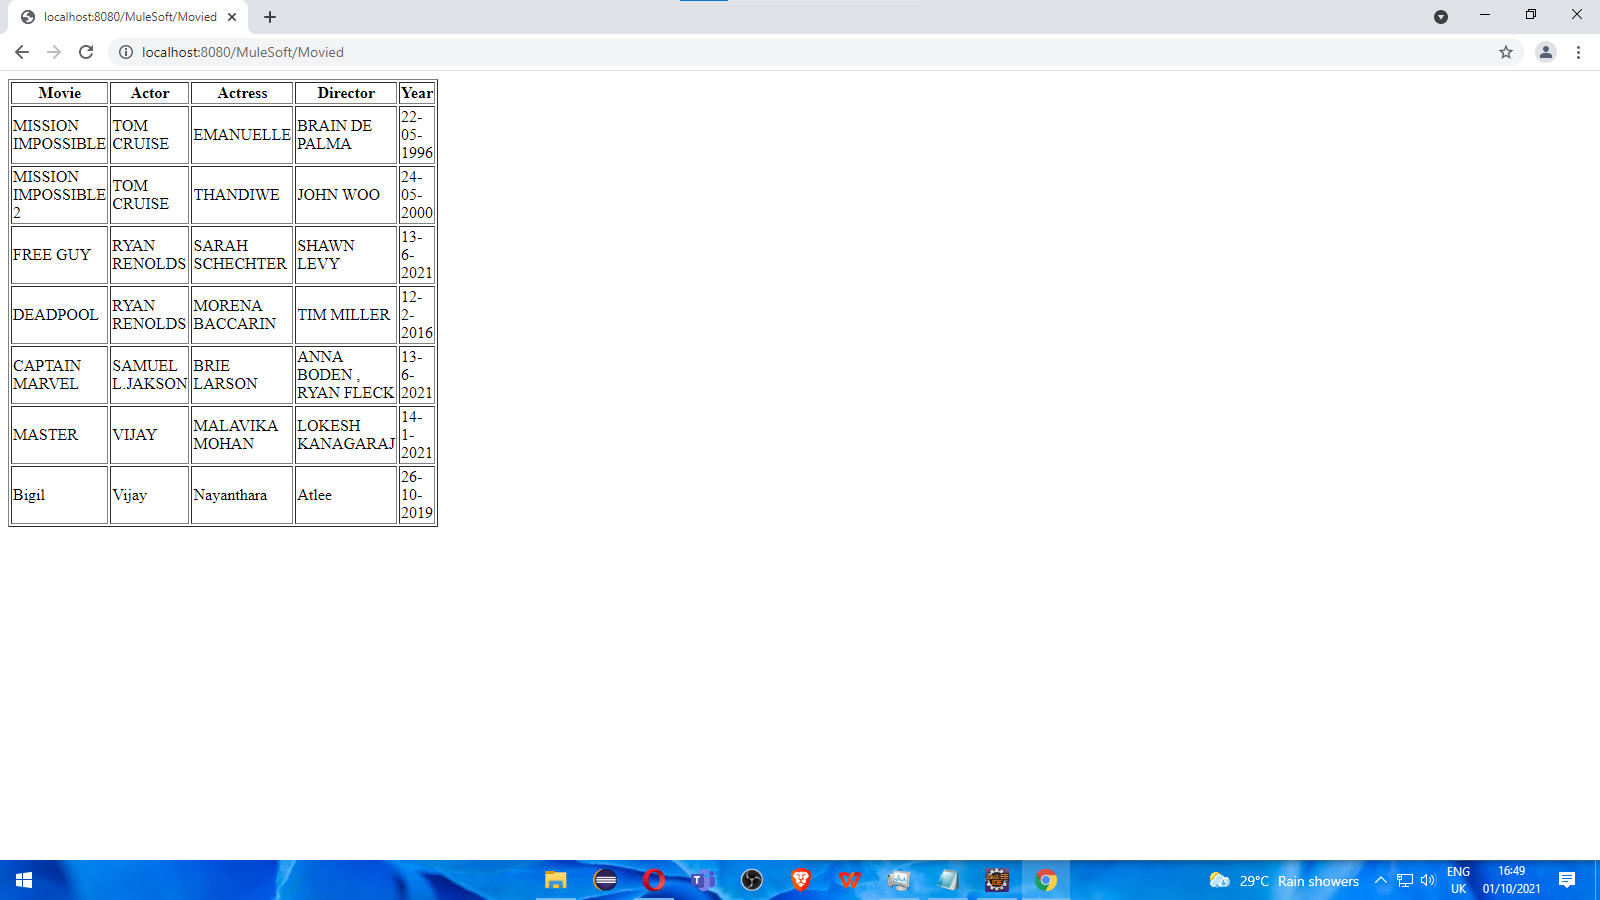 localhost:8080/MuleSoft/Movied
localhost:8080/MuleSoft/Movied
Movie Actor Actress Director Year
MISSION IMPOSSIBLE TOM CRUISE EMANUELLE BRAIN DE PALMA 22-05-1996
MISSION IMPOSSIBLE 2 TOM CRUISE THANDIWE JOHN WOO 24-05-2000
FREE GUY RYAN RENOLDS SARAH SCHECHTER SHAWN LEVY 13-6-2021
DEADPOOL RYAN RENOLDS MORENA BACCARIN TIM MILLER 12-2-2016
CAPTAIN MARVEL SAMUEL L.JAKSON BRIE LARSON ANNA BODEN , RYAN FLECK 13-6-2021
MASTER VIJAY MALAVIKA MOHAN LOKESH KANAGARAJ 14-1-2021
Bigil Vijay Nayanthara Atlee 26-10-2019
29°C Rain showers
ENG
UK
16:49
01/10/2021